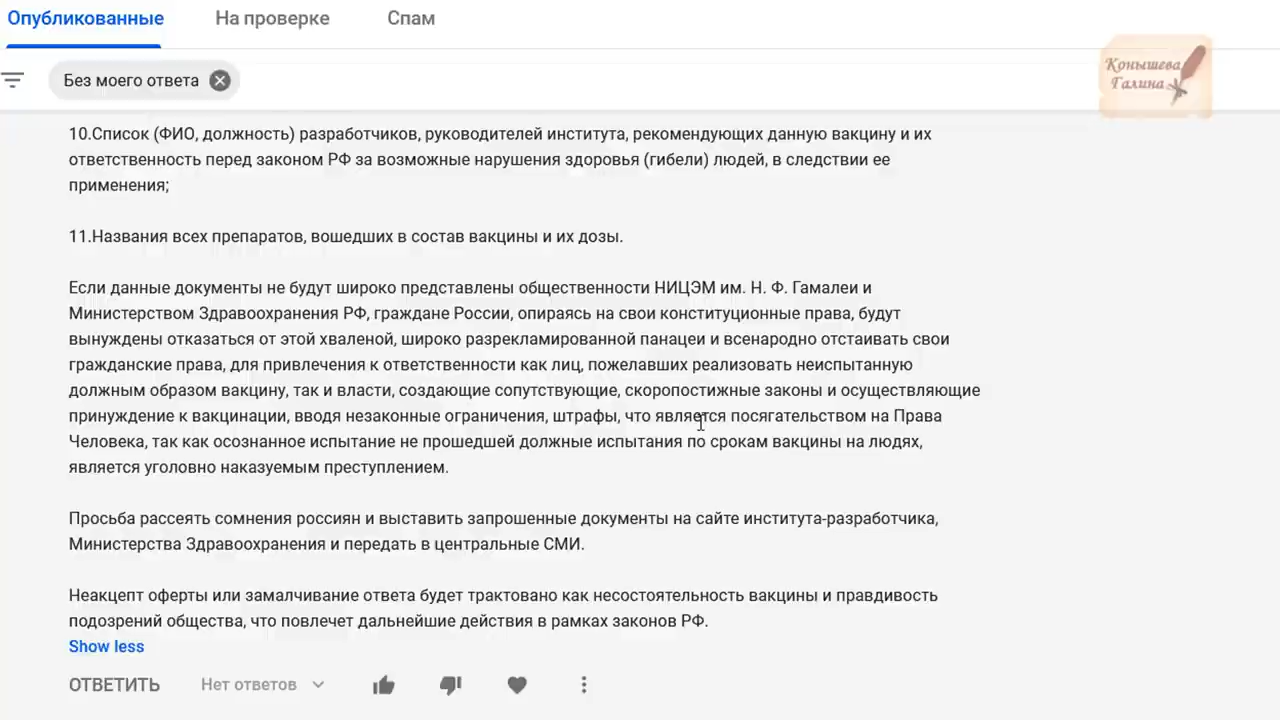 Опубликованные На проверке Спам
Без моего ответа
Конышева
Галина
10.Список (ФИО, должность) разработчиков, руководителей института, рекомендующих данную вакцину и их
ответственность перед законом РФ за возможные нарушения здоровья (гибели) людей, в следствии ее
применения;
11.Названия всех препаратов, вошедших в состав вакцины и их дозы.
Если данные документы не будут широко представлены общественности НИЦЭМ им. Н. Ф. Гамалеи и
Министерством Здравоохранения РФ, граждане России, опираясь на свои конституционные права, будут
вынуждены отказаться от этой хваленой, широко разрекламированной панацеи и всенародно отстаивать свои
гражданские права, для привлечения к ответственности как лиц, пожелавших реализовать неиспытанную
должным образом вакцину, так и власти, создающие сопутствующие, скоропостижные законы и осуществляющие
принуждение к вакцинации, вводя незаконные ограничения, штрафы, что является посягательством на Права
Человека, так как осознанное испытание не прошедшей должные испытания по срокам вакцины на людях,
является уголовно наказуемым преступлением.
Просьба рассеять сомнения россиян и выставить запрошенные документы на сайте института-разработчика,
Министерства Здравоохранения и передать в центральные СМИ.
Неакцепт оферты или замалчивание ответа будет трактовано как несостоятельность вакцины и правдивость
подозрений общества, что повлечет дальнейшие действия в рамках законов РФ.
Show less
ОТВЕТИТЬ Нет ответов